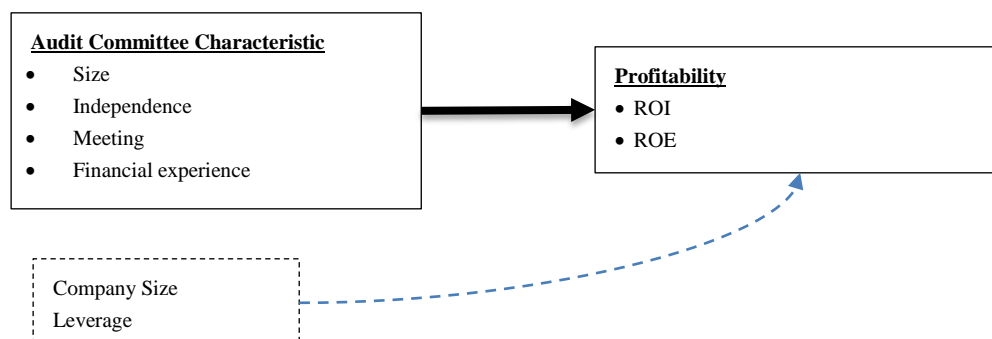 Audit Committee Characteristic
• Size
• Independence
• Meeting
• Financial experience
Profitability
• ROI
• ROE
Company Size
Leverage